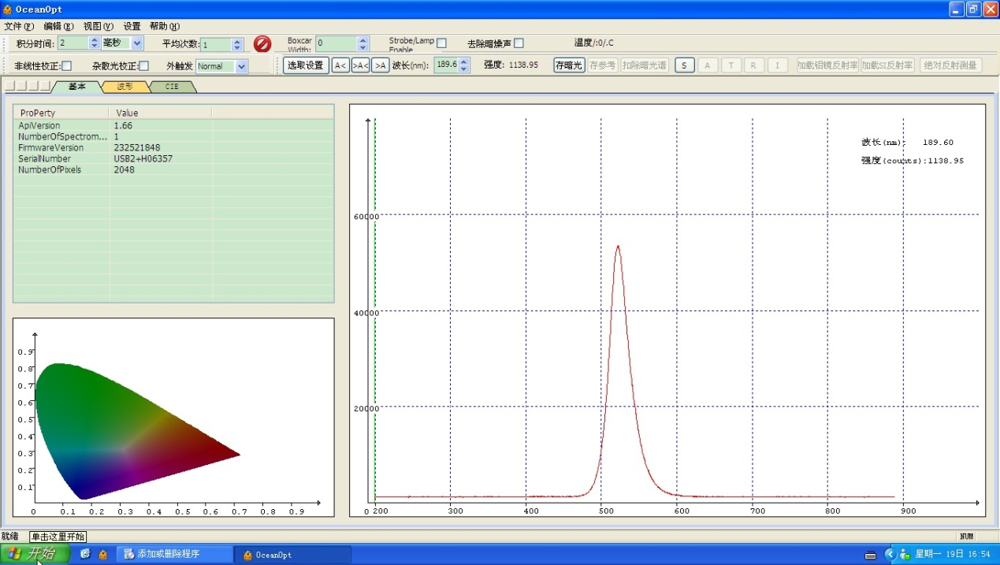 OceanOpt
文件(F) 编辑(E) 视图(V) 设置 帮助(H)
积分时间: 2 毫秒 平均次数: 1 Boxcar Width: 0 Strobe/Lamp Enable 去除暗燥声 温度/:0/.C
非线性校正: 杂散光校正: 外触发 Normal 选取设置 A< >A< >A 波长(nm): 189.6 强度: 1138.95 存暗光 存参考 扣除暗光谱 S A T R I 加载铝镜反射率 加载SI反射率 绝对反射测量
基本 波形 CIE
ProPerty Value
ApiVersion 1.66
NumberOfSpectrom... 1
FirmwareVersion 232521848
SerialNumber USB2+H06357
NumberOfPixels 2048
0.9
0.8
0.7
0.6
0.5
0.4
0.3
0.2
0.1
0 0.1 0.2 0.3 0.4 0.5 0.6 0.7 0.8 0.9
波长(nm): 189.60
强度(counts):1138.95
60000
40000
20000
0 200 300 400 500 600 700 800 900
就绪 单击这里开始 NUM
开始 添加或删除程序 OceanOpt 星期一 19日 16:54